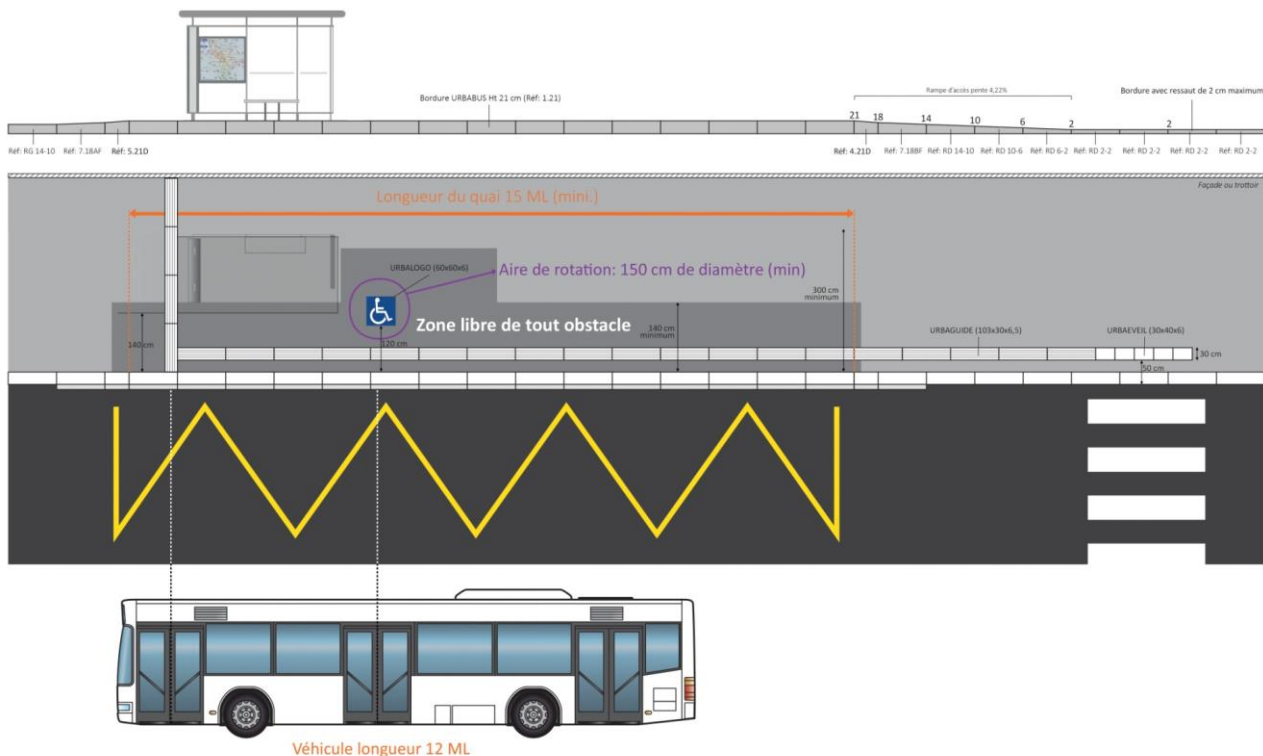 Bordure URBABUS Ht 21 cm (Réf: 1.21)
Rampe d'accès pente 4,22%
Bordure avec ressaut de 2 cm maximum
21
18
14
10
6
2
2
Réf: RG 14-10
Réf: 7.18AF
Réf: 5.21D
Réf: 4.21D
Réf: 7.18BF
Réf: RD 14-10
Réf: RD 10-6
Réf: RD 6-2
Réf: RD 2-2
Réf: RD 2-2
Réf: RD 2-2
Réf: RD 2-2
Façade ou trottoir
Longueur du quai 15 ML (mini.)
URBALOGO (60x60x6)
Aire de rotation: 150 cm de diamètre (min)
300 cm
minimum
Zone libre de tout obstacle
140 cm
minimum
140 cm
120 cm
URBAGUIDE (103x30x6,5)
URBAEVEIL (30x40x6)
30 cm
50 cm
Véhicule longueur 12 ML